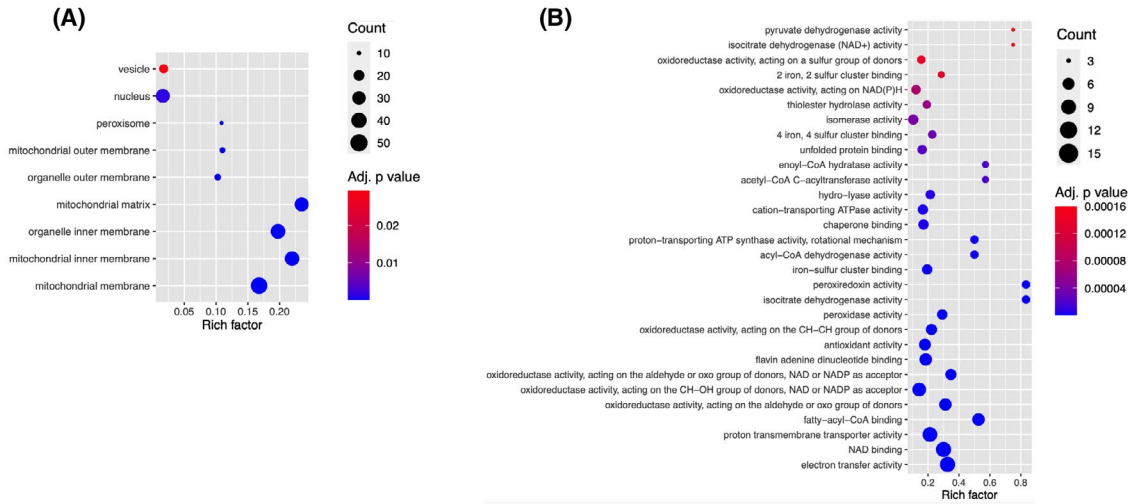 (A)
Count
10
20
30
40
50
Adj. p value
0.02
0.01
vesicle
nucleus
peroxisome
mitochondrial outer membrane
organelle outer membrane
mitochondrial matrix
organelle inner membrane
mitochondrial inner membrane
mitochondrial membrane
0.05 0.10 0.15 0.20
Rich factor
(B)
pyruvate dehydrogenase activity
isocitrate dehydrogenase (NAD+) activity
oxidoreductase activity, acting on a sulfur group of donors
2 iron, 2 sulfur cluster binding
oxidoreductase activity, acting on NAD(P)H
thiolester hydrolase activity
isomerase activity
4 iron, 4 sulfur cluster binding
unfolded protein binding
enoyl−CoA hydratase activity
acetyl−CoA C−acyltransferase activity
hydro−lyase activity
cation−transporting ATPase activity
chaperone binding
proton−transporting ATP synthase activity, rotational mechanism
acyl−CoA dehydrogenase activity
iron−sulfur cluster binding
peroxiredoxin activity
isocitrate dehydrogenase activity
peroxidase activity
oxidoreductase activity, acting on the CH−CH group of donors
antioxidant activity
flavin adenine dinucleotide binding
oxidoreductase activity, acting on the aldehyde or oxo group of donors, NAD or NADP as acceptor
oxidoreductase activity, acting on the CH−OH group of donors, NAD or NADP as acceptor
oxidoreductase activity, acting on the aldehyde or oxo group of donors
fatty−acyl−CoA binding
proton transmembrane transporter activity
NAD binding
electron transfer activity
0.2 0.4 0.6 0.8
Rich factor
Count
3
6
9
12
15
Adj. p value
0.00016
0.00012
0.00008
0.00004